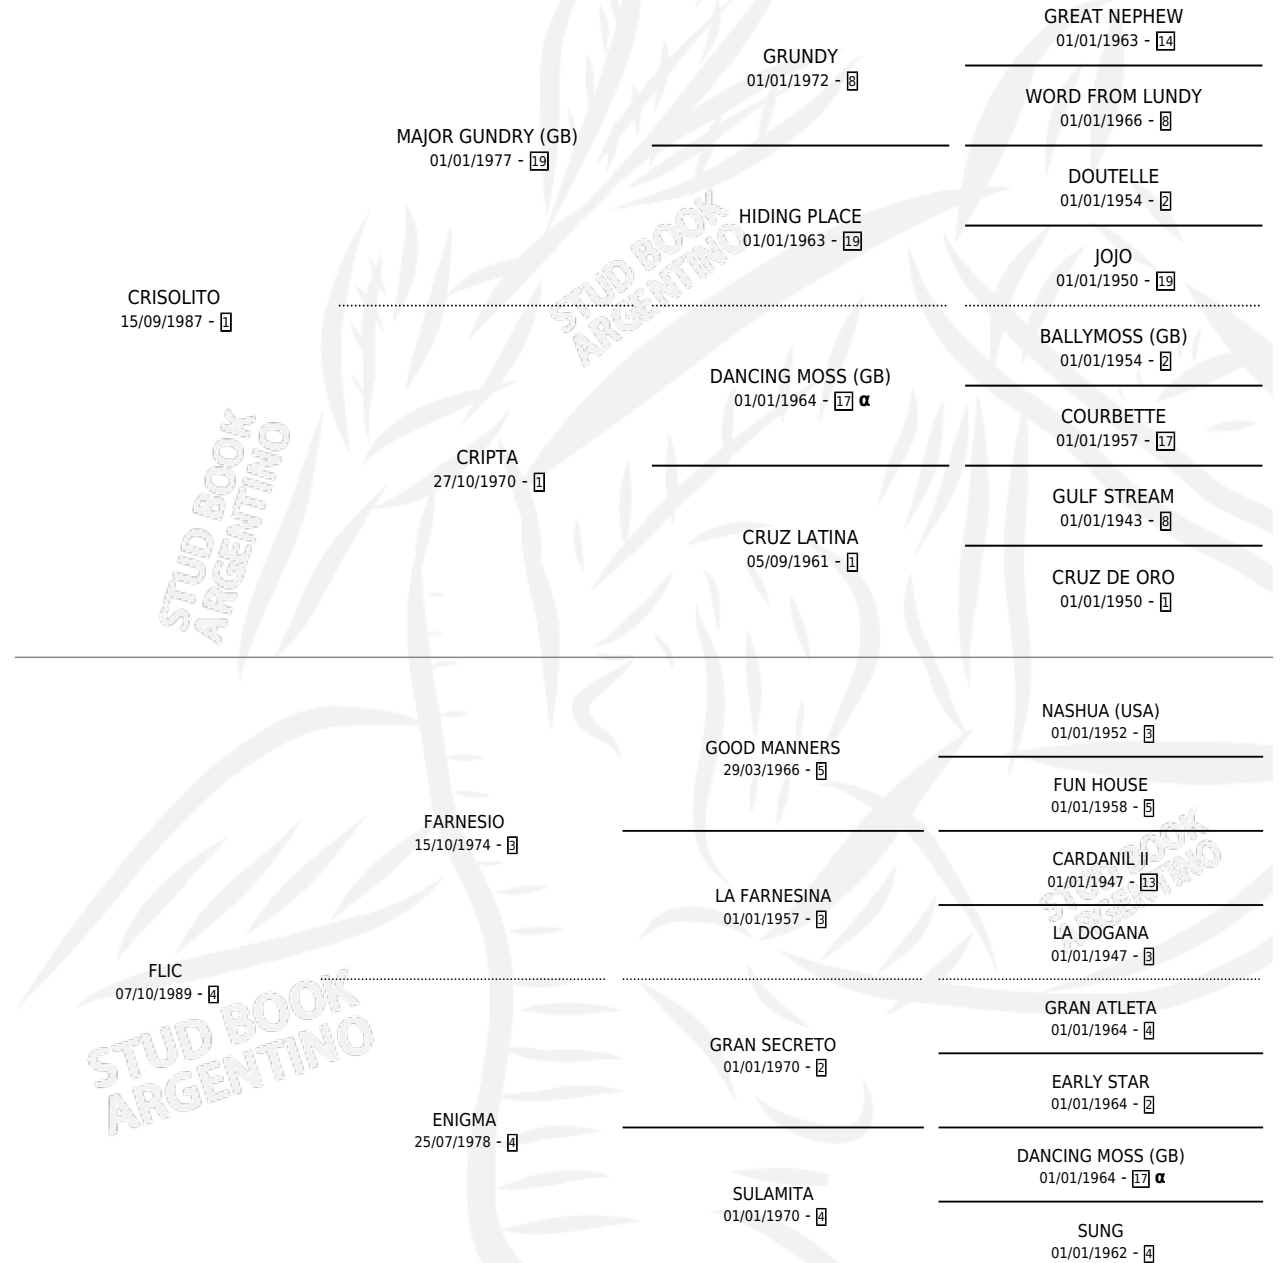 GREAT NEPHEW
01/01/1963 - 14
GRUNDY
01/01/1972 - 8
WORD FROM LUNDY
01/01/1966 - 8
MAJOR GUNDRY (GB)
01/01/1977 - 19
DOUTELLE
01/01/1954 - 2
HIDING PLACE
01/01/1963 - 19
JOJO
01/01/1950 - 19
CRISOLITO
15/09/1987 - 1
BALLYMOSS (GB)
01/01/1954 - 2
DANCING MOSS (GB)
01/01/1964 - 17 α
COURBETTE
01/01/1957 - 17
CRIPTA
27/10/1970 - 1
GULF STREAM
01/01/1943 - 8
CRUZ LATINA
05/09/1961 - 1
CRUZ DE ORO
01/01/1950 - 1
NASHUA (USA)
01/01/1952 - 3
GOOD MANNERS
29/03/1966 - 5
FUN HOUSE
01/01/1958 - 5
FARNESIO
15/10/1974 - 3
CARDANIL II
01/01/1947 - 13
LA FARNESINA
01/01/1957 - 3
LA DOGANA
01/01/1947 - 3
FLIC
07/10/1989 - 4
GRAN ATLETA
01/01/1964 - 4
GRAN SECRETO
01/01/1970 - 2
EARLY STAR
01/01/1964 - 2
ENIGMA
25/07/1978 - 4
DANCING MOSS (GB)
01/01/1964 - 17 α
SULAMITA
01/01/1970 - 4
SUNG
01/01/1962 - 4
STUD BOOK
ARGENTINO
STUD BOOK
ARGENTINO
STUD BOOK
ARGENTINO
STUD BOOK
ARGENTINO